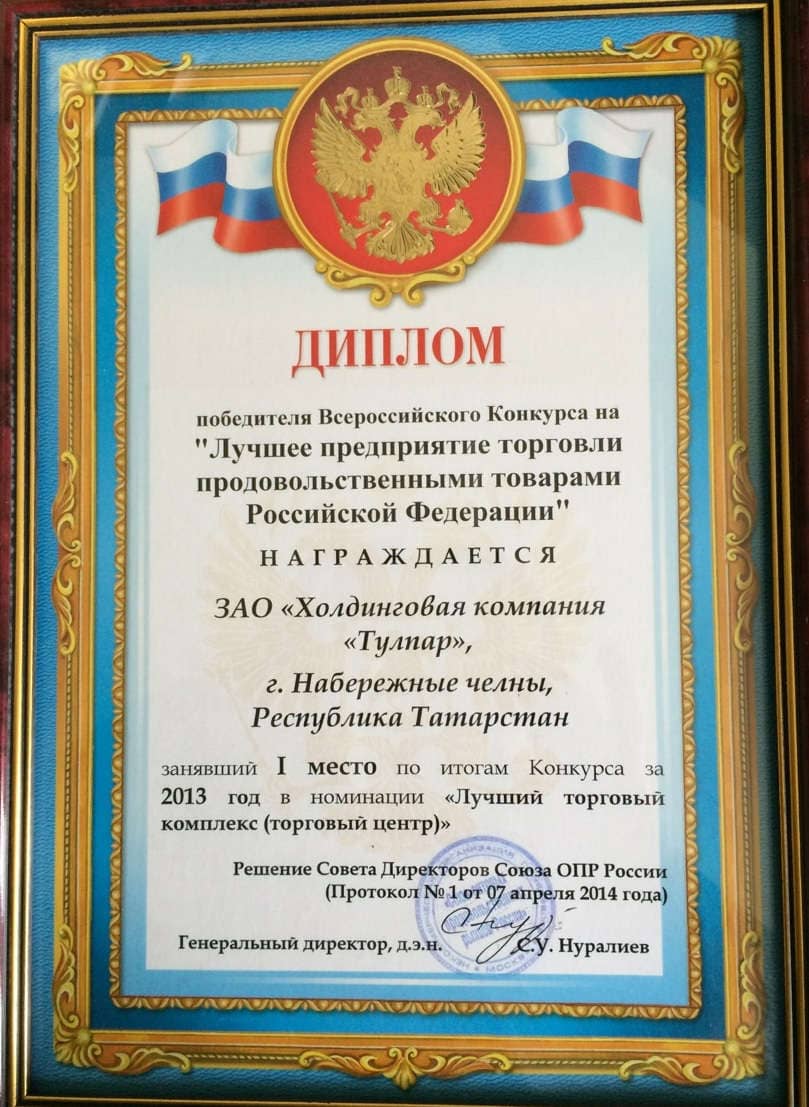 ДИПЛОМ
победителя Всероссийского Конкурса на
"Лучшее предприятие торговли
продовольственными товарами
Российской Федерации"
НАГРАЖДАЕТСЯ
ЗАО «Холдинговая компания
«Тулпар»,
г. Набережные челны,
Республика Татарстан
занявший I место по итогам Конкурса за
2013 год в номинации «Лучший торговый
комплекс (торговый центр)»
Решение Совета Директоров Союза ОПР России
(Протокол № 1 от 07 апреля 2014 года)
Генеральный директор, д.э.н. С.У. Нуралиев